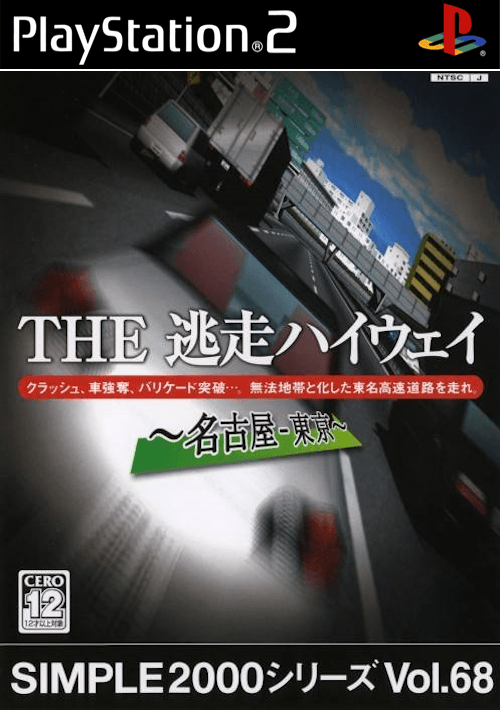 PlayStation®2
®
NTSC J
THE 逃走ハイウェイ
クラッシュ、車強奪、バリケード突破…。無法地帯と化した東名高速道路を走れ。
～名古屋-東京～
CERO
12
12才以上対象
SIMPLE2000シリーズ Vol.68